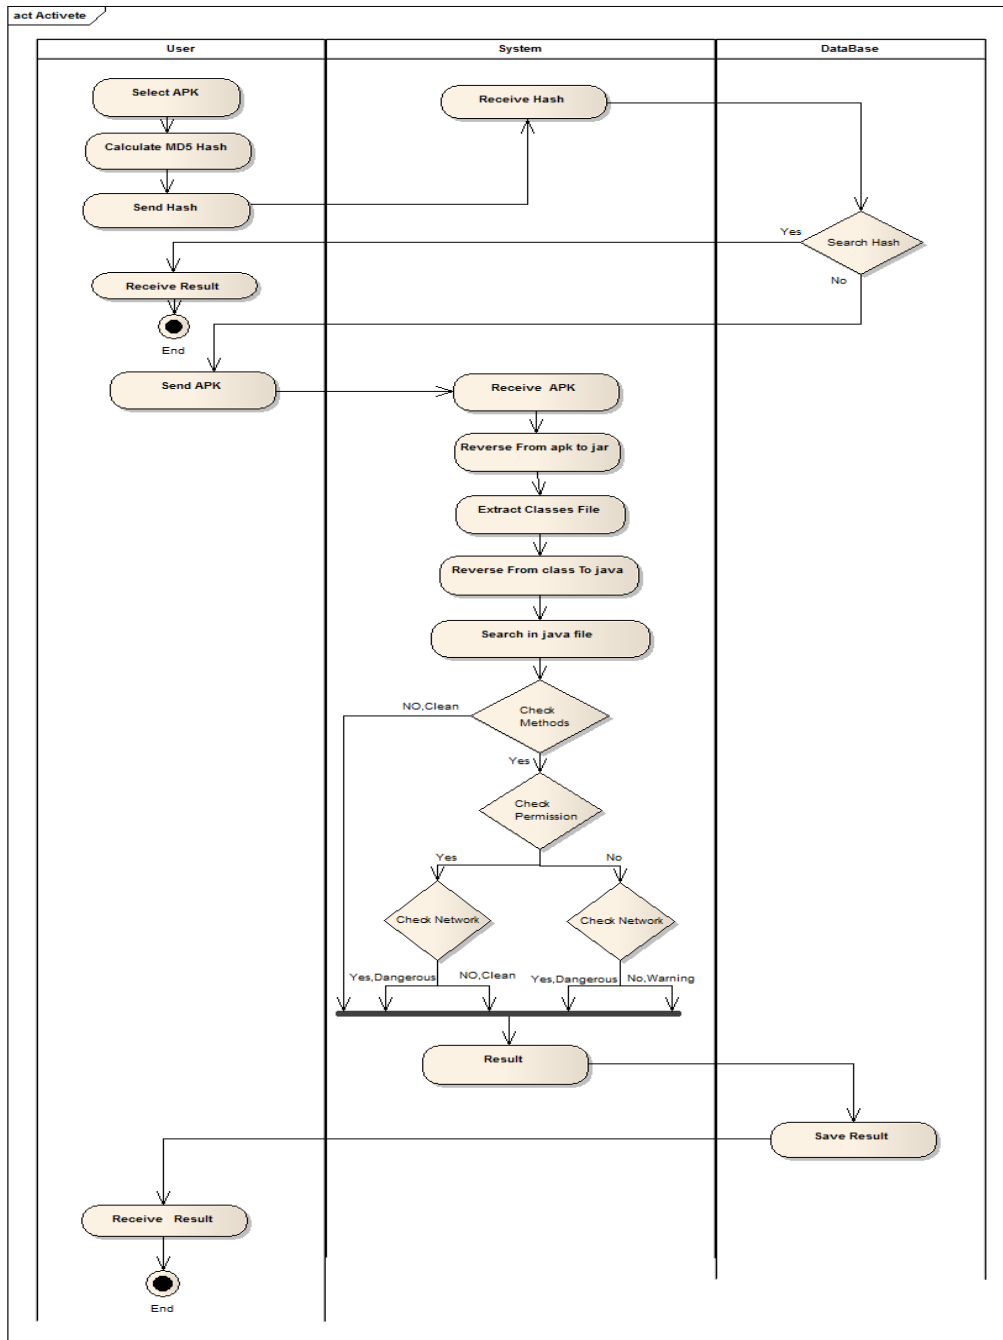 act Activete
User
System
DataBase
Select APK
Receive Hash
Calculate MD5 Hash
Send Hash
Yes
Search Hash
No
Receive Result
End
Send APK
Receive APK
Reverse From apk to jar
Extract Classes File
Reverse From class To java
Search in java file
NO,Clean
Check
Methods
Yes
Check
Permission
Yes
No
Check Network
Check Network
Yes,Dangerous
NO,Clean
Yes,Dangerous
No,Warning
Result
Save Result
Receive Result
End